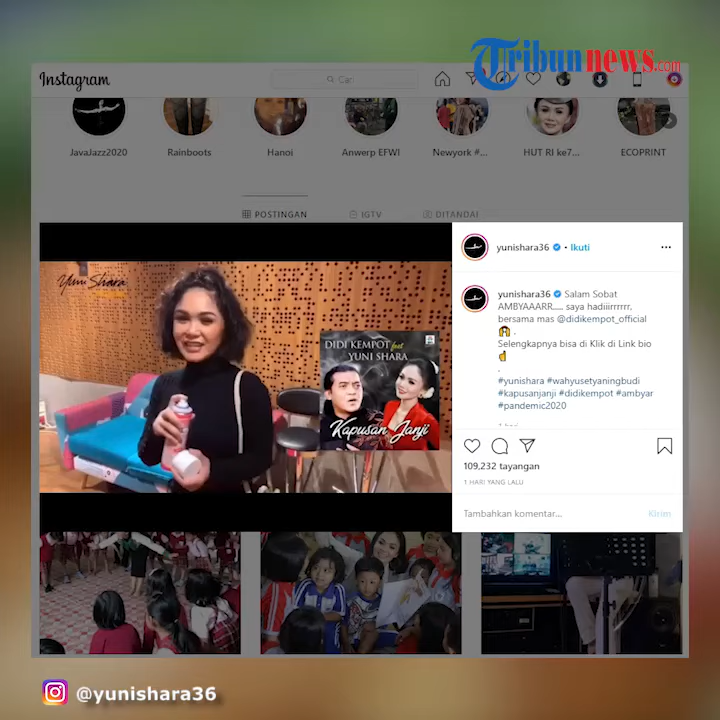 Tribunnews.com
Instagram
Cari
JavaJazz2020
Rainboots
Hanoi
Anwerp EFWI
Newyork #...
HUT RI ke7...
ECOPRINT
POSTINGAN
IGTV
DITANDAI
yunishara36 • Ikuti
yunishara36 Salam Sobat
AMBYAAARR..... saya hadiiirrrrrr,
bersama mas @didikempot_official
.
Selengkapnya bisa di Klik di Link bio
.
#yunishara #wahyusetyaningbudi
#kapusanjanji #didikempot #ambyar
#pandemic2020
1 hari
109,232 tayangan
1 HARI YANG LALU
Tambahkan komentar...
Kirim
Yuni Shara
DIDI KEMPOT feat
YUNI SHARA
Kapusan Janji
@yunishara36